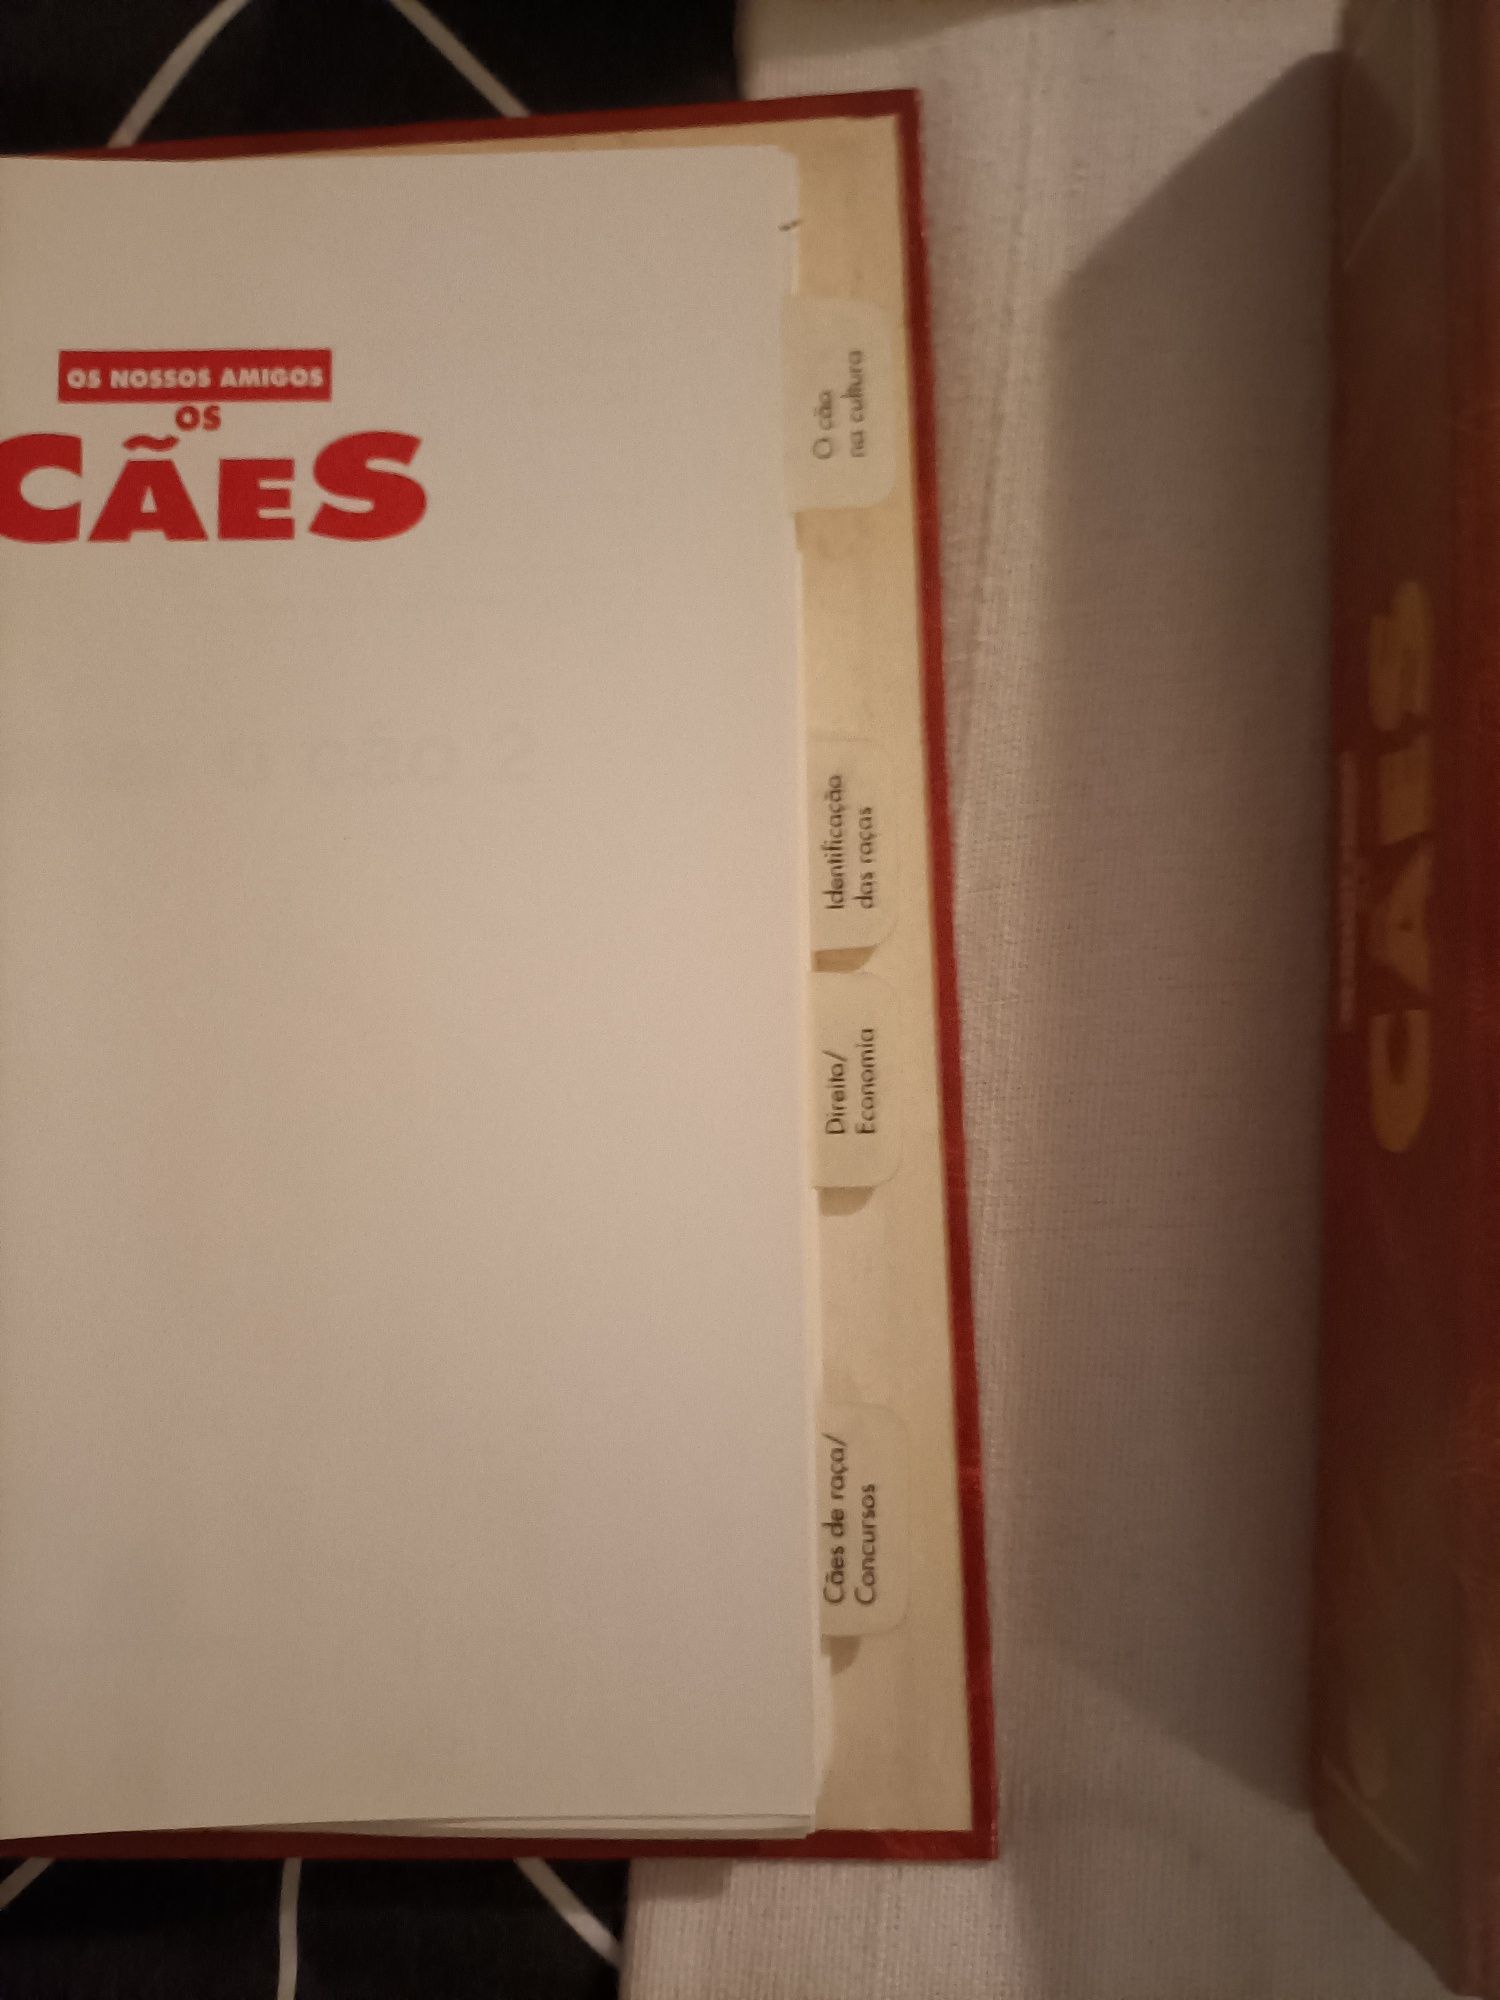 OS NOSSOS AMIGOS
OS
CÃES
O cão
na cultura
Identificação
das raças
Direito/
Economia
Cães de raça/
Concursos
CÃES